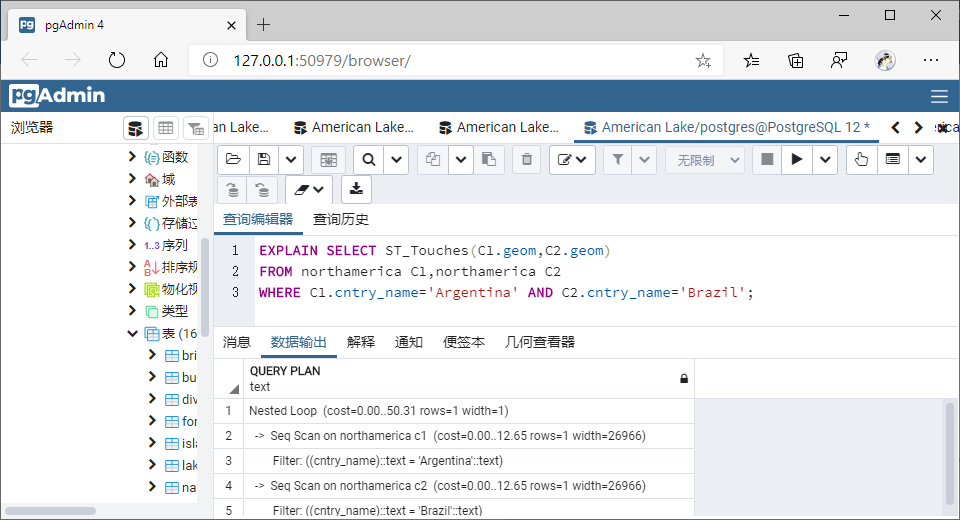 pgAdmin 4
127.0.0.1:50979/browser/
pgAdmin
浏览器
an Lake...
American Lake...
American Lake...
American Lake/postgres@PostgreSQL 12 *
函数
域
外部表
存储过
序列
排序规
物化视
类型
表 (16
bri
bu
div
for
isla
lak
na
无限制
查询编辑器
查询历史
1 EXPLAIN SELECT ST_Touches(C1.geom,C2.geom)
2 FROM northamerica C1,northamerica C2
3 WHERE C1.cntry_name='Argentina' AND C2.cntry_name='Brazil';
消息
数据输出
解释
通知
便签本
几何查看器
QUERY PLAN
text
1 Nested Loop (cost=0.00..50.31 rows=1 width=1)
2 -> Seq Scan on northamerica c1 (cost=0.00..12.65 rows=1 width=26966)
3 Filter: ((cntry_name)::text = 'Argentina'::text)
4 -> Seq Scan on northamerica c2 (cost=0.00..12.65 rows=1 width=26966)
5 Filter: ((cntry_name)::text = 'Brazil'::text)